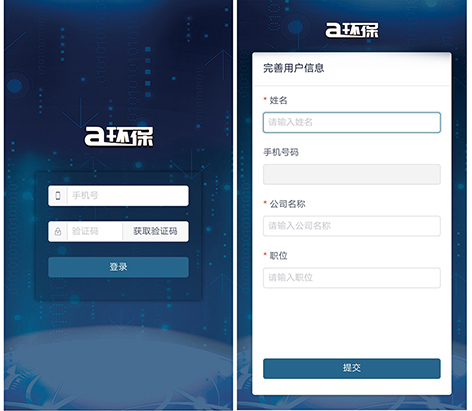 a环保
手机号
验证码 获取验证码
登录
a环保
完善用户信息
* 姓名
请输入姓名
手机号码
* 公司名称
请输入公司名称
* 职位
请输入职位
提交